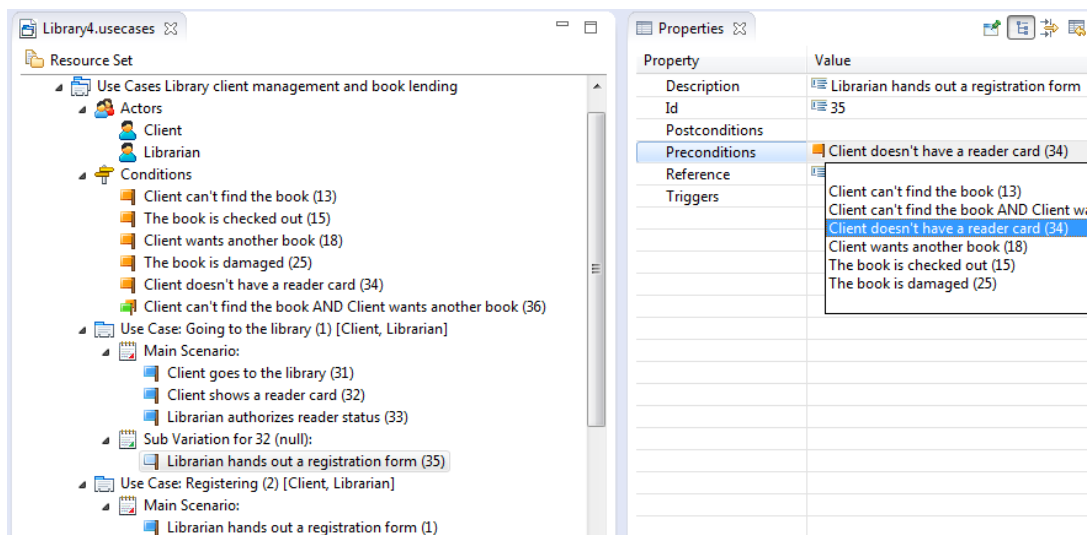 Library4.usecases
Resource Set
Use Cases Library client management and book lending
Actors
Client
Librarian
Conditions
Client can't find the book (13)
The book is checked out (15)
Client wants another book (18)
The book is damaged (25)
Client doesn't have a reader card (34)
Client can't find the book AND Client wants another book (36)
Use Case: Going to the library (1) [Client, Librarian]
Main Scenario:
Client goes to the library (31)
Client shows a reader card (32)
Librarian authorizes reader status (33)
Sub Variation for 32 (null):
Librarian hands out a registration form (35)
Use Case: Registering (2) [Client, Librarian]
Main Scenario:
Librarian hands out a registration form (1)
Properties
Property Value
Description Librarian hands out a registration form
Id 35
Postconditions
Preconditions Client doesn't have a reader card (34)
Reference
Triggers
Client can't find the book (13)
Client can't find the book AND Client wa
Client doesn't have a reader card (34)
Client wants another book (18)
The book is checked out (15)
The book is damaged (25)